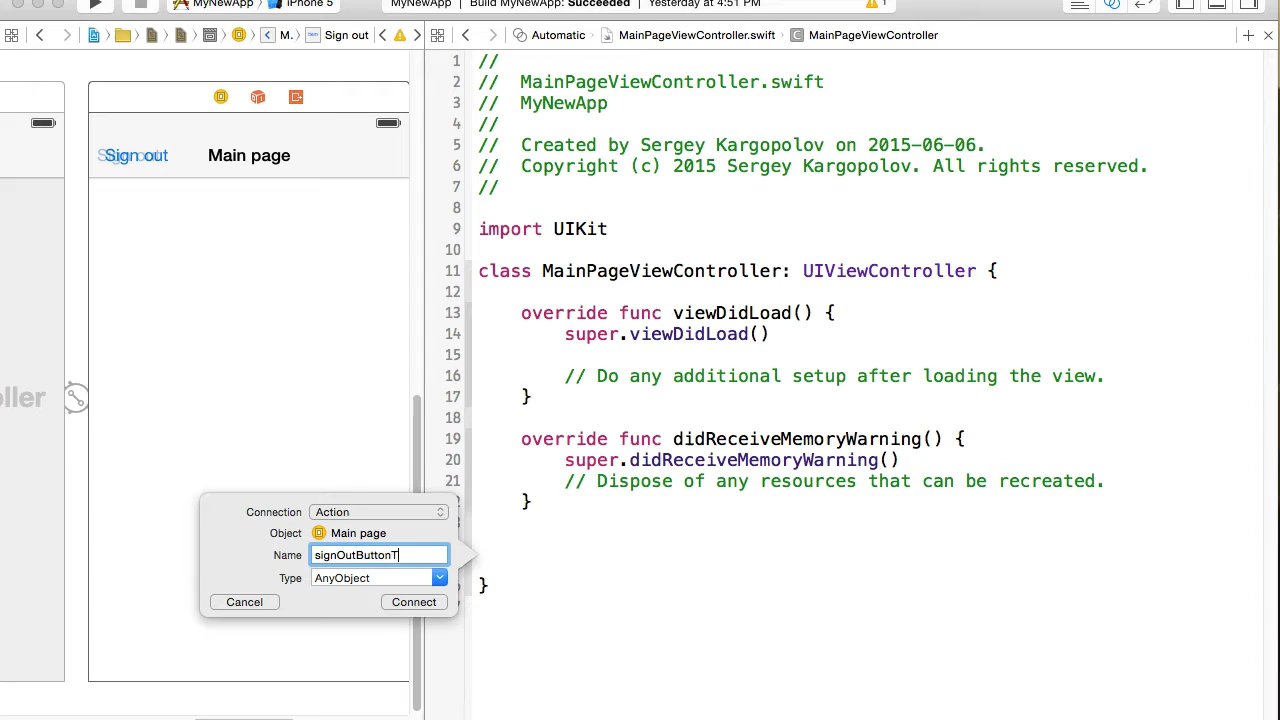 MyNewApp iPhone 5 MyNewApp Build MyNewApp: Succeeded Yesterday at 4:51 PM 1
M. Sign out Automatic MainPageViewController.swift MainPageViewController
1 //
2 // MainPageViewController.swift
3 // MyNewApp
4 //
5 // Created by Sergey Kargopolov on 2015-06-06.
6 // Copyright (c) 2015 Sergey Kargopolov. All rights reserved.
7 //
8
9 import UIKit
10
11 class MainPageViewController: UIViewController {
12
13 override func viewDidLoad() {
14 super.viewDidLoad()
15
16 // Do any additional setup after loading the view.
17 }
18
19 override func didReceiveMemoryWarning() {
20 super.didReceiveMemoryWarning()
21 // Dispose of any resources that can be recreated.
}
}
Sign out Main page
ller
Connection Action
Object Main page
Name signOutButtonT
Type AnyObject
Cancel Connect